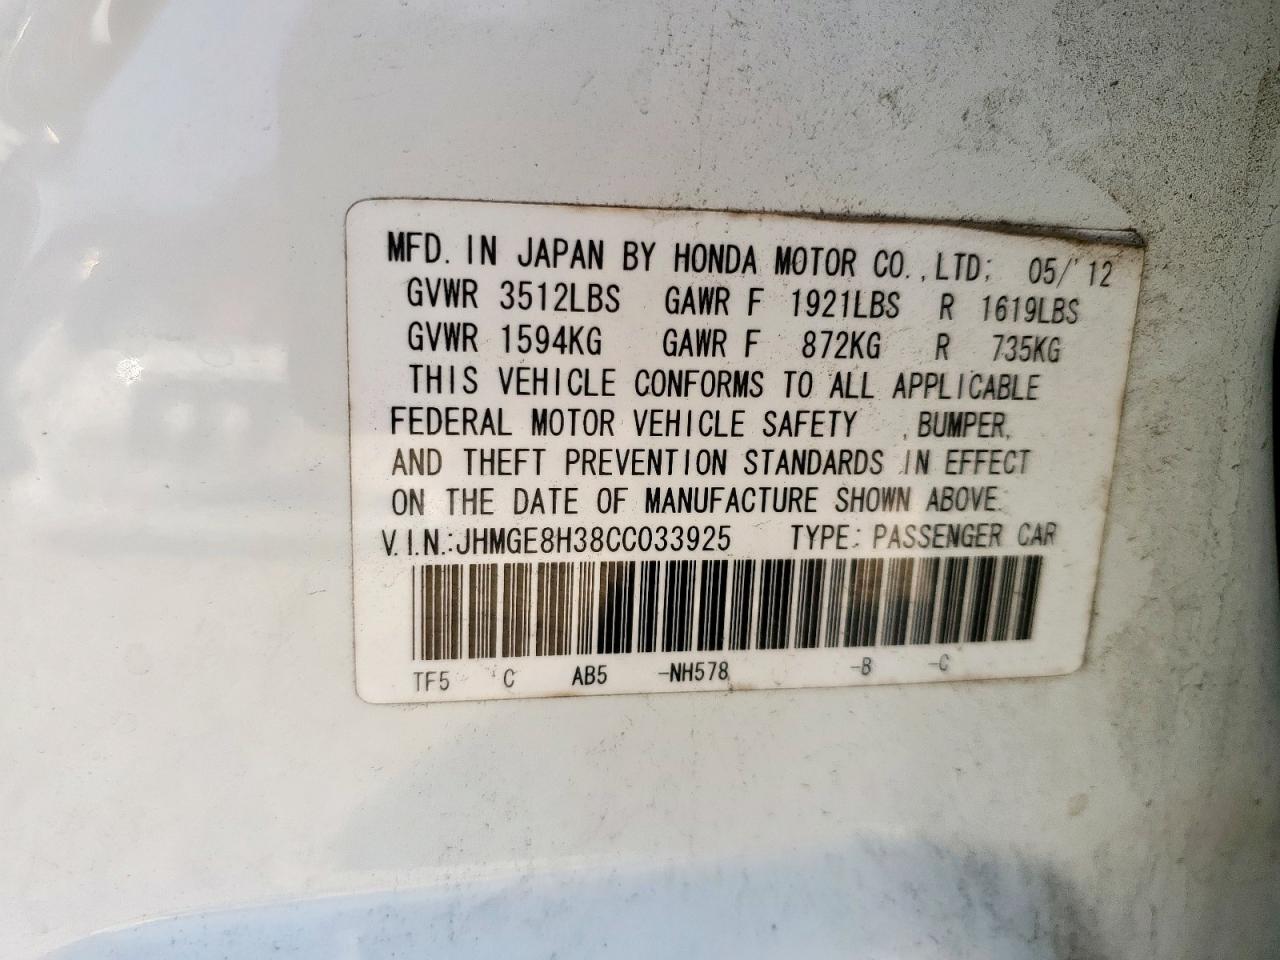 MFD. IN JAPAN BY HONDA MOTOR CO., LTD; 05/'12
GVWR 3512LBS GAWR F 1921LBS R 1619LBS
GVWR 1594KG GAWR F 872KG R 735KG
THIS VEHICLE CONFORMS TO ALL APPLICABLE
FEDERAL MOTOR VEHICLE SAFETY , BUMPER,
AND THEFT PREVENTION STANDARDS IN EFFECT
ON THE DATE OF MANUFACTURE SHOWN ABOVE.
V.I.N.:JHMGE8H38CC033925 TYPE: PASSENGER CAR
TF5 C AB5 -NH578 -B -C